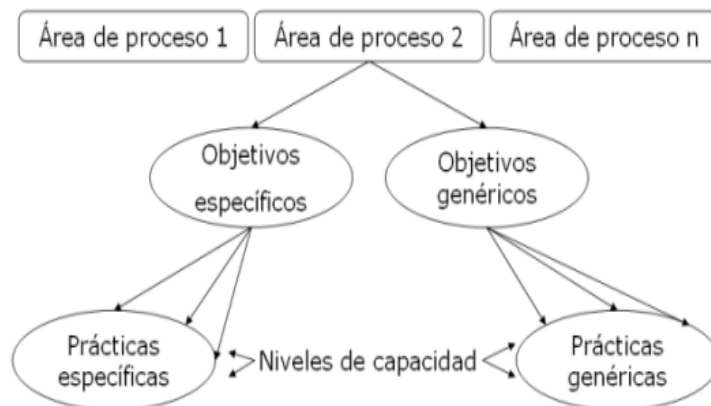 Área de proceso 1
Área de proceso 2
Área de proceso n
Objetivos
específicos
Objetivos
genéricos
Prácticas
específicas
Niveles de capacidad
Prácticas
genéricas